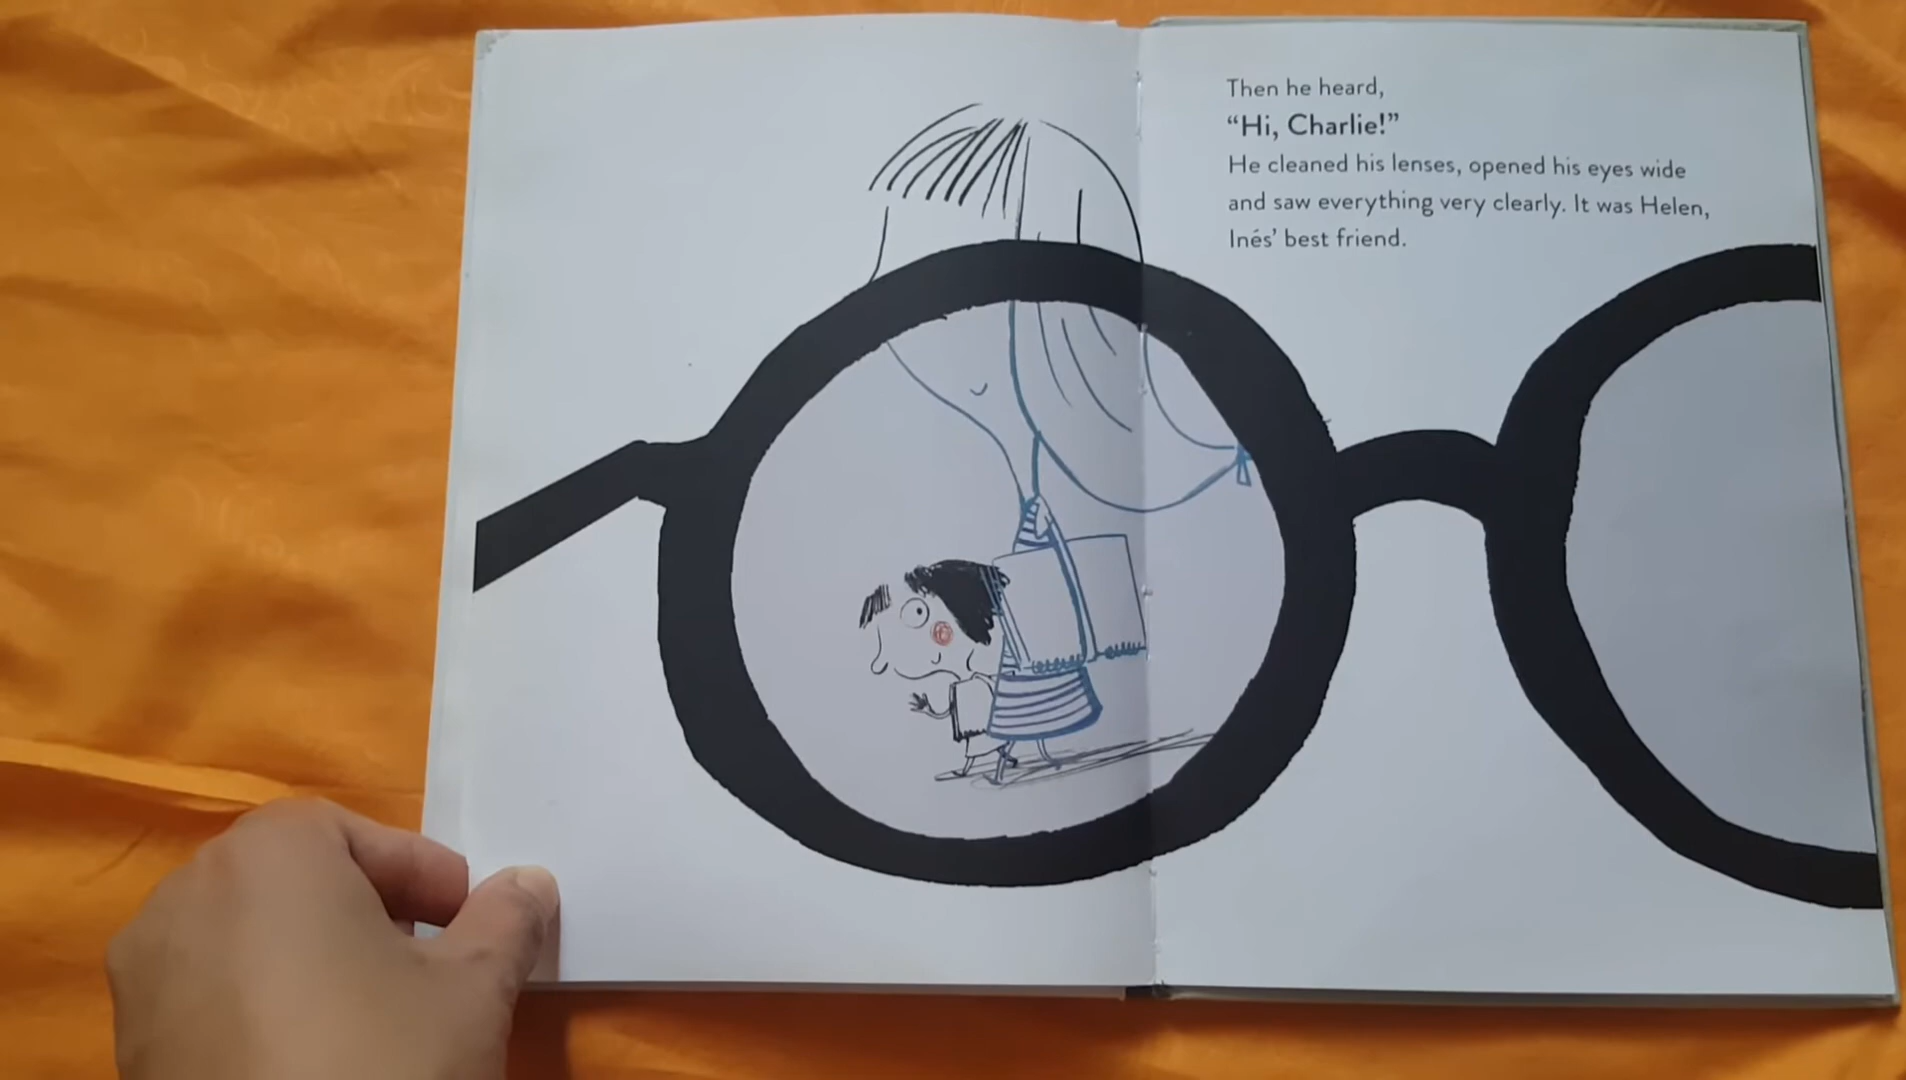 Then he heard,
“Hi, Charlie!”
He cleaned his lenses, opened his eyes wide
and saw everything very clearly. It was Helen,
Inés’ best friend.